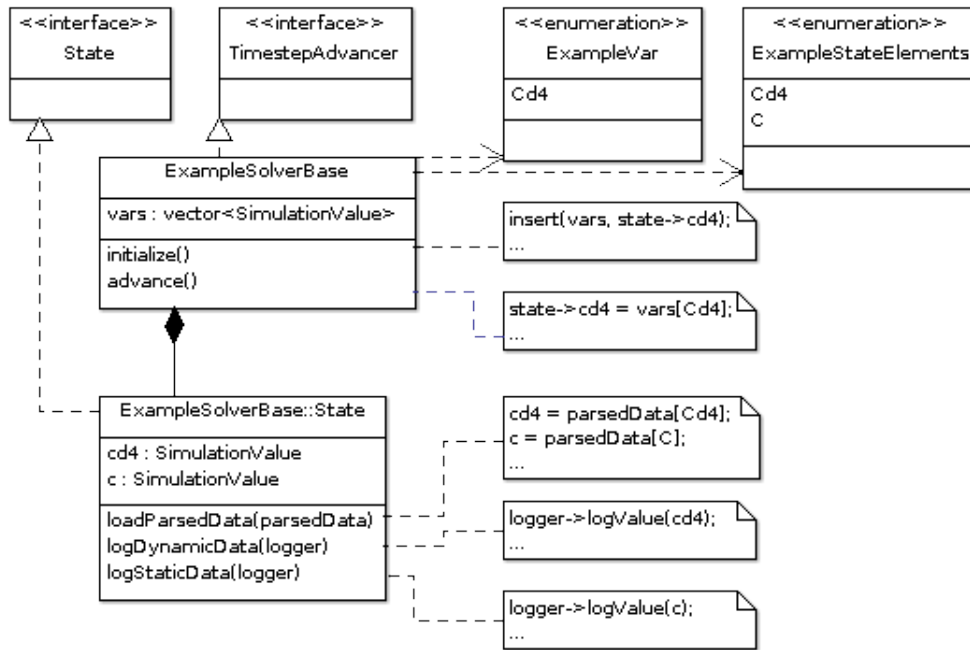 <<interface>>
State
<<interface>>
TimestepAdvancer
<<enumeration>>
ExampleVar
Cd4
<<enumeration>>
ExampleStateElements
Cd4
C
ExampleSolverBase
vars : vector<SimulationValue>
initialize()
advance()
insert(vars, state->cd4);
...
state->cd4 = vars[Cd4];
...
ExampleSolverBase::State
cd4 : SimulationValue
c : SimulationValue
loadParsedData(parsedData)
logDynamicData(logger)
logStaticData(logger)
cd4 = parsedData[Cd4];
c = parsedData[C];
...
logger->logValue(cd4);
...
logger->logValue(c);
...